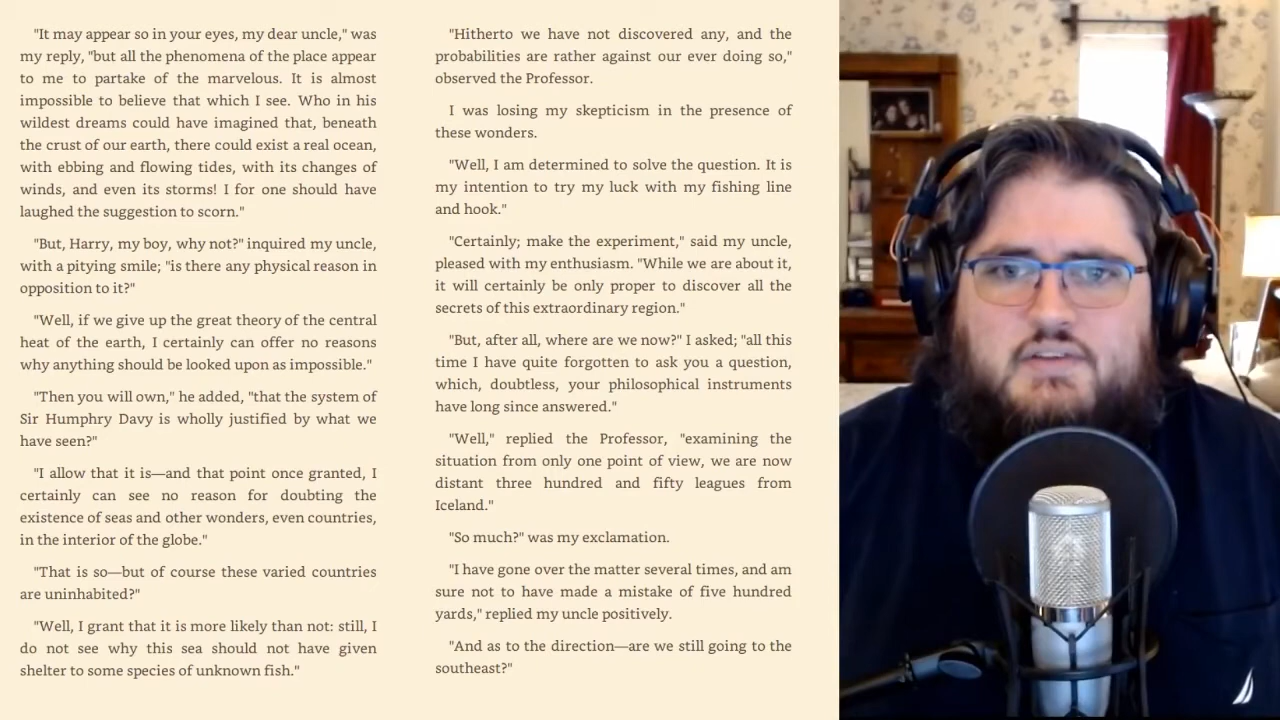 "It may appear so in your eyes, my dear uncle," was
my reply, "but all the phenomena of the place appear
to me to partake of the marvelous. It is almost
impossible to believe that which I see. Who in his
wildest dreams could have imagined that, beneath
the crust of our earth, there could exist a real ocean,
with ebbing and flowing tides, with its changes of
winds, and even its storms! I for one should have
laughed the suggestion to scorn."
"But, Harry, my boy, why not?" inquired my uncle,
with a pitying smile; "is there any physical reason in
opposition to it?"
"Well, if we give up the great theory of the central
heat of the earth, I certainly can offer no reasons
why anything should be looked upon as impossible."
"Then you will own," he added, "that the system of
Sir Humphry Davy is wholly justified by what we
have seen?"
"I allow that it is—and that point once granted, I
certainly can see no reason for doubting the
existence of seas and other wonders, even countries,
in the interior of the globe."
"That is so—but of course these varied countries
are uninhabited?"
"Well, I grant that it is more likely than not: still, I
do not see why this sea should not have given
shelter to some species of unknown fish."
"Hitherto we have not discovered any, and the
probabilities are rather against our ever doing so,"
observed the Professor.
I was losing my skepticism in the presence of
these wonders.
"Well, I am determined to solve the question. It is
my intention to try my luck with my fishing line
and hook."
"Certainly; make the experiment," said my uncle,
pleased with my enthusiasm. "While we are about it,
it will certainly be only proper to discover all the
secrets of this extraordinary region."
"But, after all, where are we now?" I asked; "all this
time I have quite forgotten to ask you a question,
which, doubtless, your philosophical instruments
have long since answered."
"Well," replied the Professor, "examining the
situation from only one point of view, we are now
distant three hundred and fifty leagues from
Iceland."
"So much?" was my exclamation.
"I have gone over the matter several times, and am
sure not to have made a mistake of five hundred
yards," replied my uncle positively.
"And as to the direction—are we still going to the
southeast?"